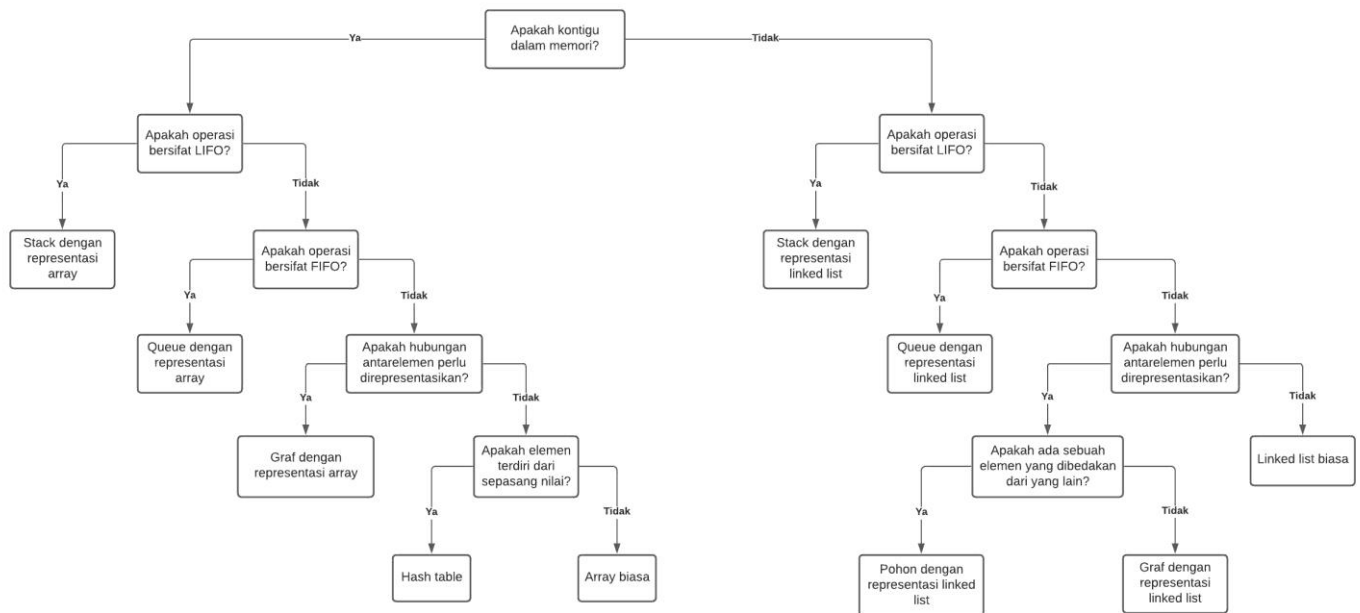 Apakah kontigu
dalam memori?
Ya
Tidak
Apakah operasi
bersifat LIFO?
Apakah operasi
bersifat LIFO?
Ya
Tidak
Ya
Tidak
Stack dengan
representasi
array
Apakah operasi
bersifat FIFO?
Stack dengan
representasi
linked list
Apakah operasi
bersifat FIFO?
Ya
Tidak
Ya
Tidak
Queue dengan
representasi
array
Apakah hubungan
antarelemen perlu
direpresentasikan?
Queue dengan
representasi
linked list
Apakah hubungan
antarelemen perlu
direpresentasikan?
Ya
Tidak
Ya
Tidak
Graf dengan
representasi array
Apakah elemen
terdiri dari
sepasang nilai?
Apakah ada sebuah
elemen yang dibedakan
dari yang lain?
Linked list biasa
Ya
Tidak
Ya
Tidak
Hash table
Array biasa
Pohon dengan
representasi linked
list
Graf dengan
representasi
linked list